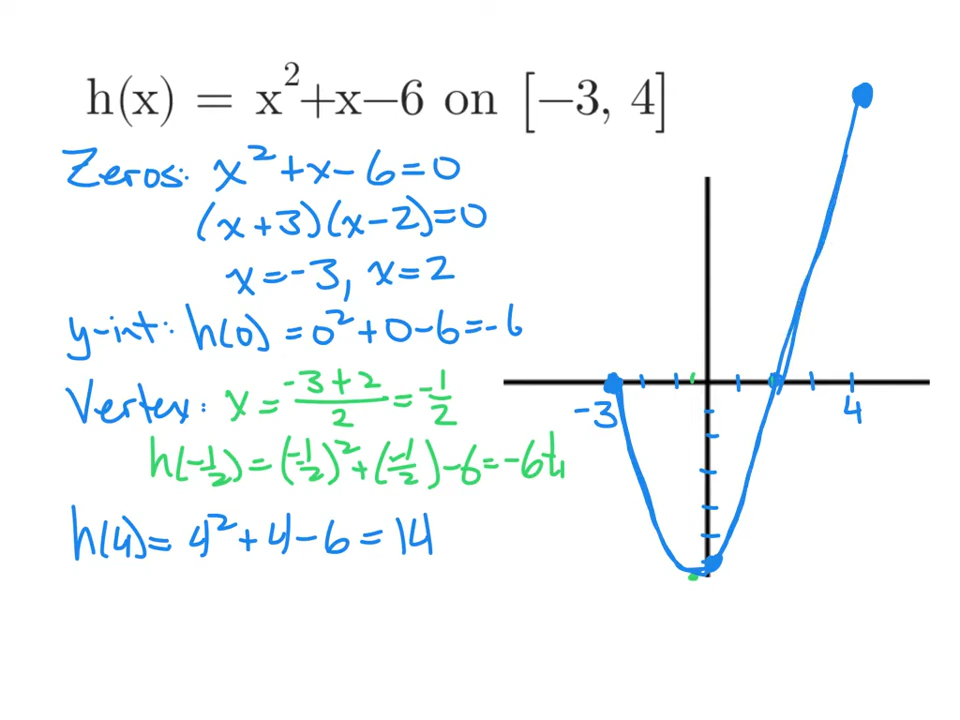 h(x) = x²+x−6 on [−3, 4]
Zeros: x²+x-6=0
(x+3)(x-2)=0
x=-3, x=2
y-int: h(0)=0²+0-6=-6
Vertex: x = (-3+2)/2 = -1/2
h(-1/2)=(-1/2)²+(-1/2)-6=-6
h(4)= 4²+4-6=14
-3
4